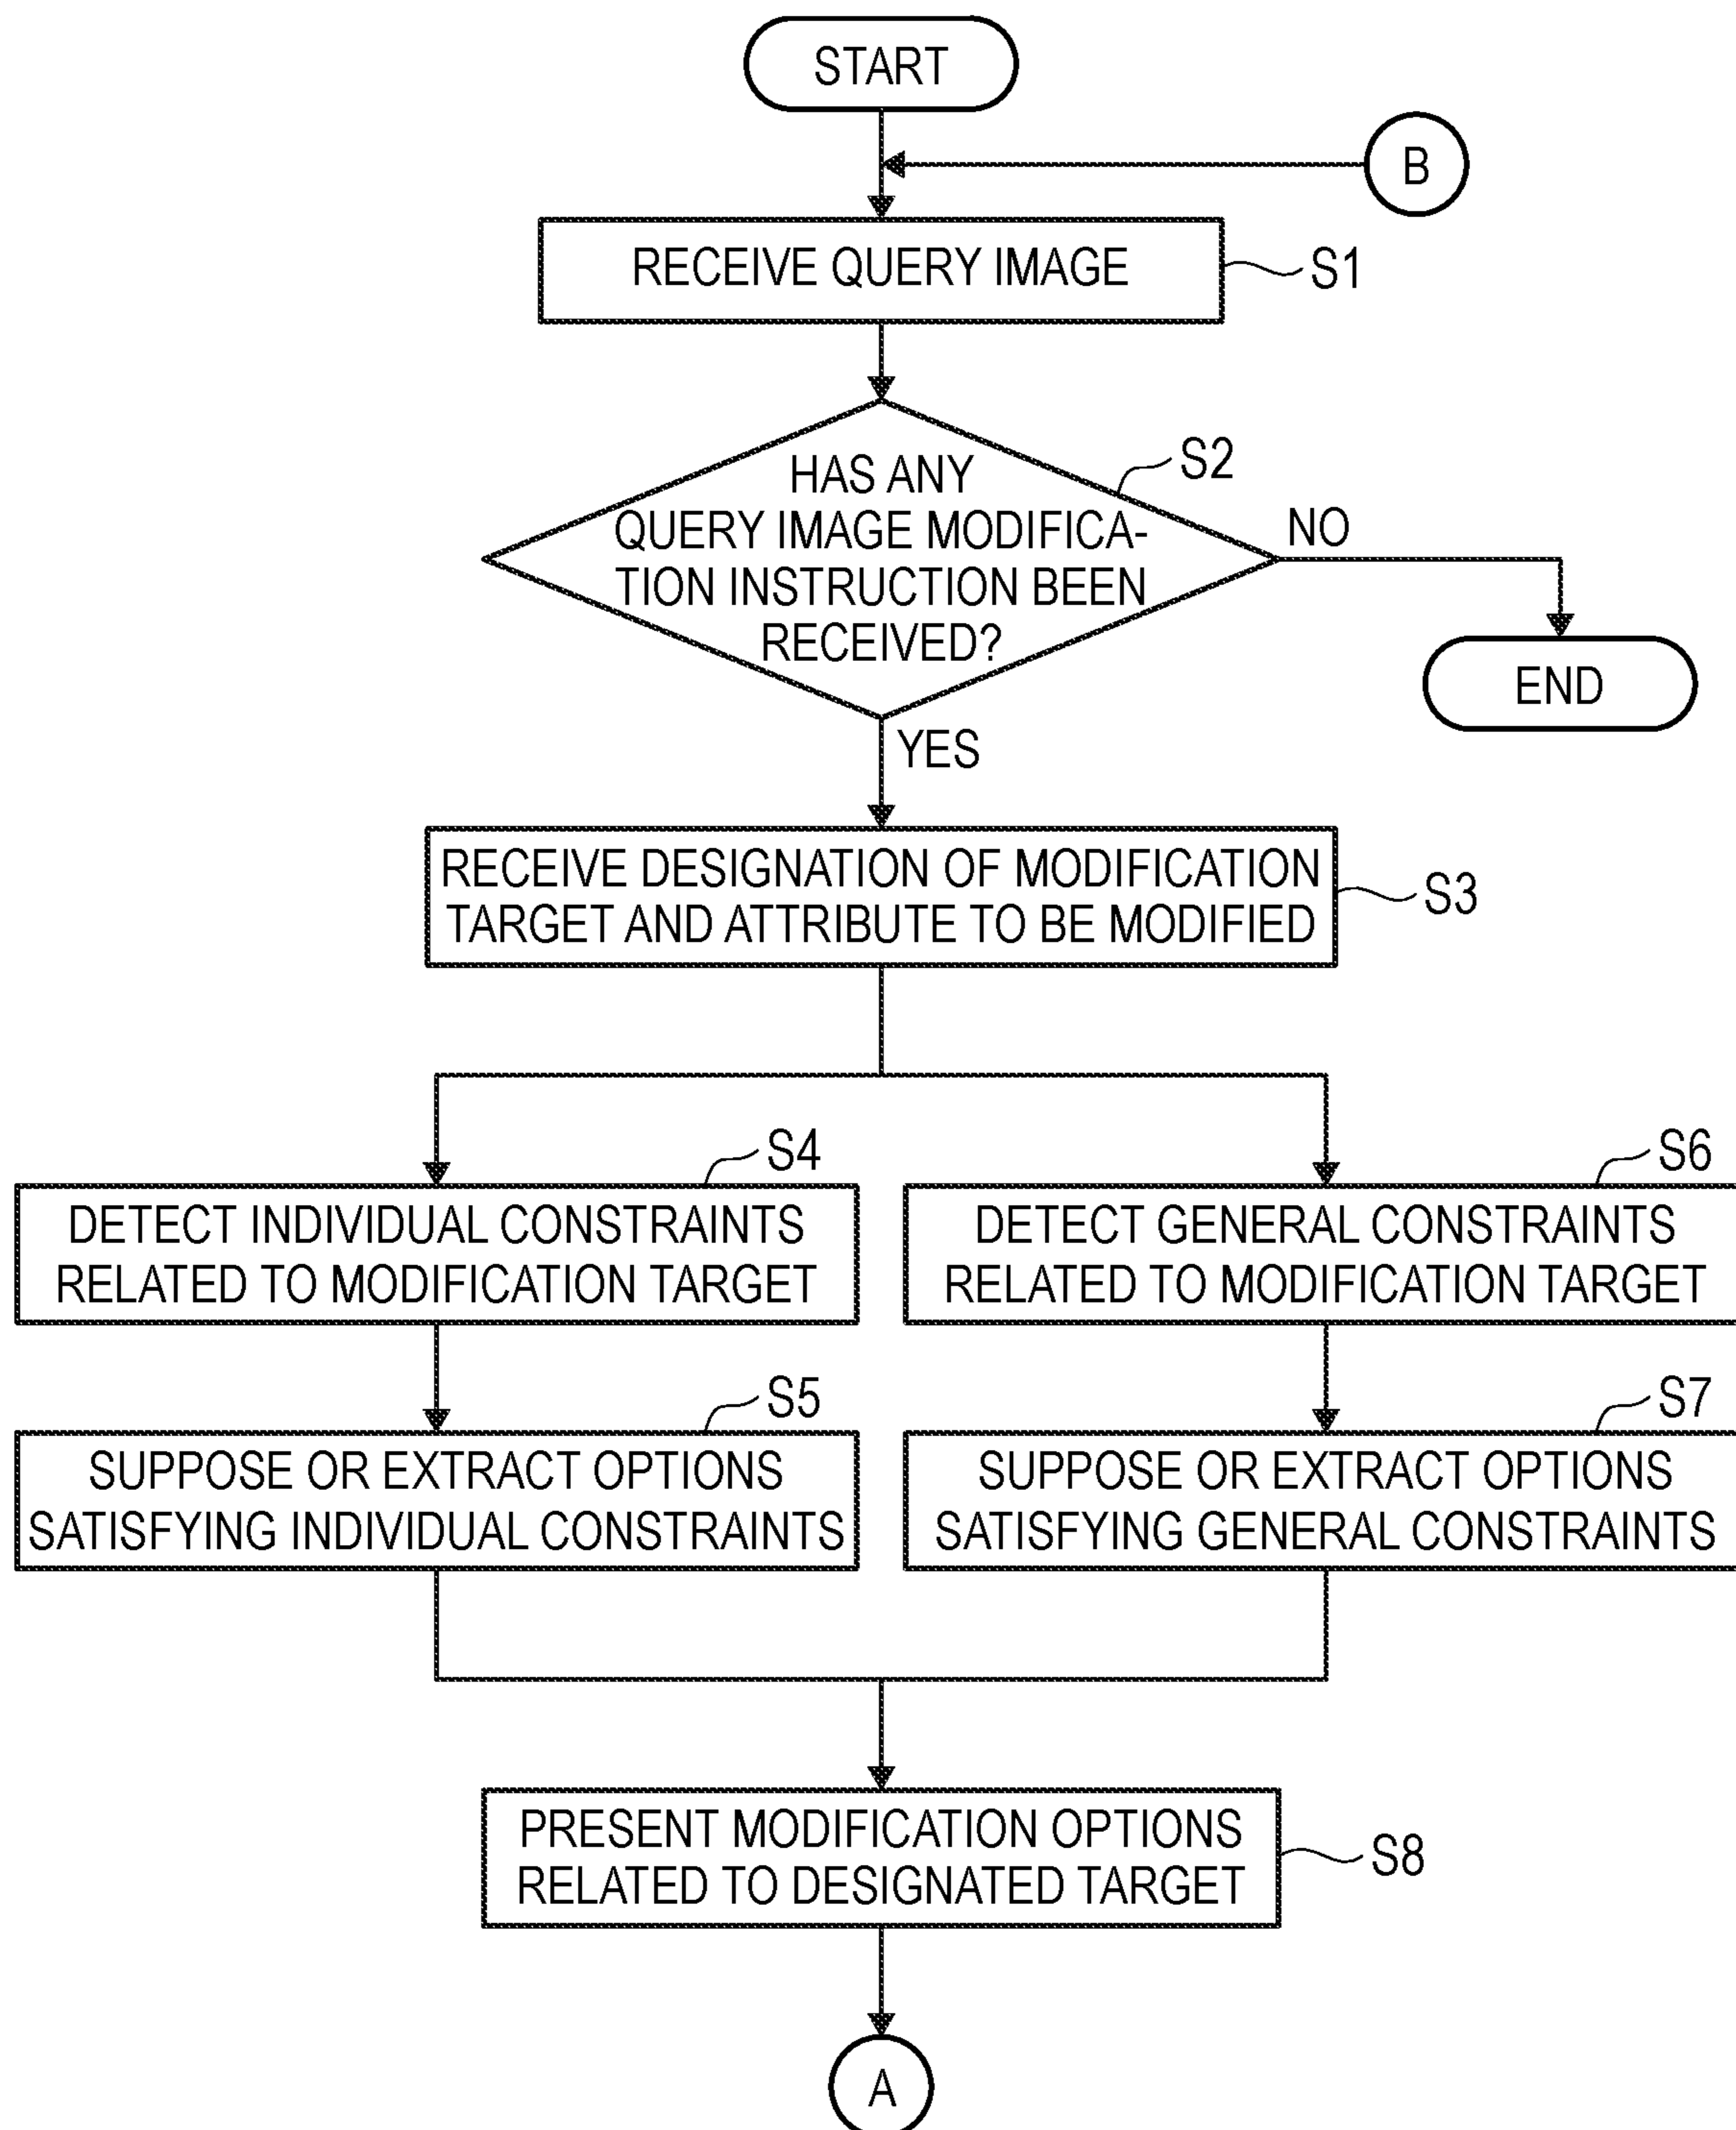 START
B
RECEIVE QUERY IMAGE
S1
HAS ANY
QUERY IMAGE MODIFICA-
TION INSTRUCTION BEEN
RECEIVED?
S2
NO
END
YES
RECEIVE DESIGNATION OF MODIFICATION
TARGET AND ATTRIBUTE TO BE MODIFIED
S3
S4
DETECT INDIVIDUAL CONSTRAINTS
RELATED TO MODIFICATION TARGET
S6
DETECT GENERAL CONSTRAINTS
RELATED TO MODIFICATION TARGET
S5
SUPPOSE OR EXTRACT OPTIONS
SATISFYING INDIVIDUAL CONSTRAINTS
S7
SUPPOSE OR EXTRACT OPTIONS
SATISFYING GENERAL CONSTRAINTS
PRESENT MODIFICATION OPTIONS
RELATED TO DESIGNATED TARGET
S8
A